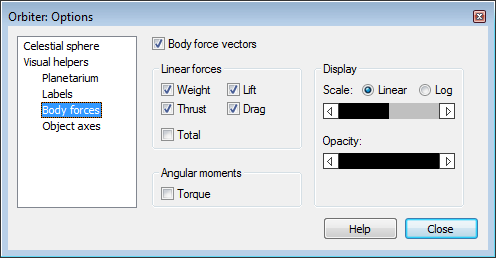 Orbiter: Options
Celestial sphere
Visual helpers
Planetarium
Labels
Body forces
Object axes
Body force vectors
Linear forces
Weight Lift
Thrust Drag
Total
Angular moments
Torque
Display
Scale: Linear Log
Opacity:
Help Close